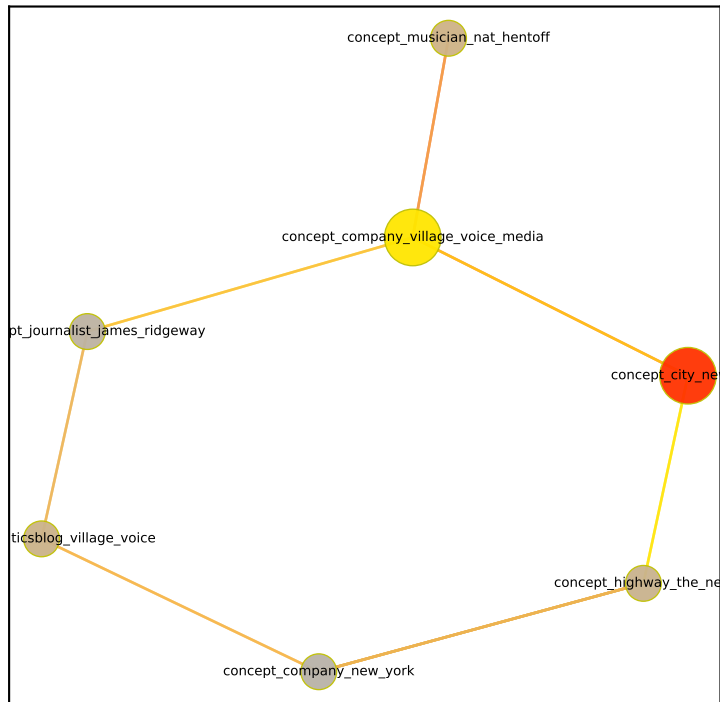 concept_musician_nat_hentoff
concept_company_village_voice_media
pt_journalist_james_ridgeway
concept_city_ne
ticsblog_village_voice
concept_highway_the_ne
concept_company_new_york